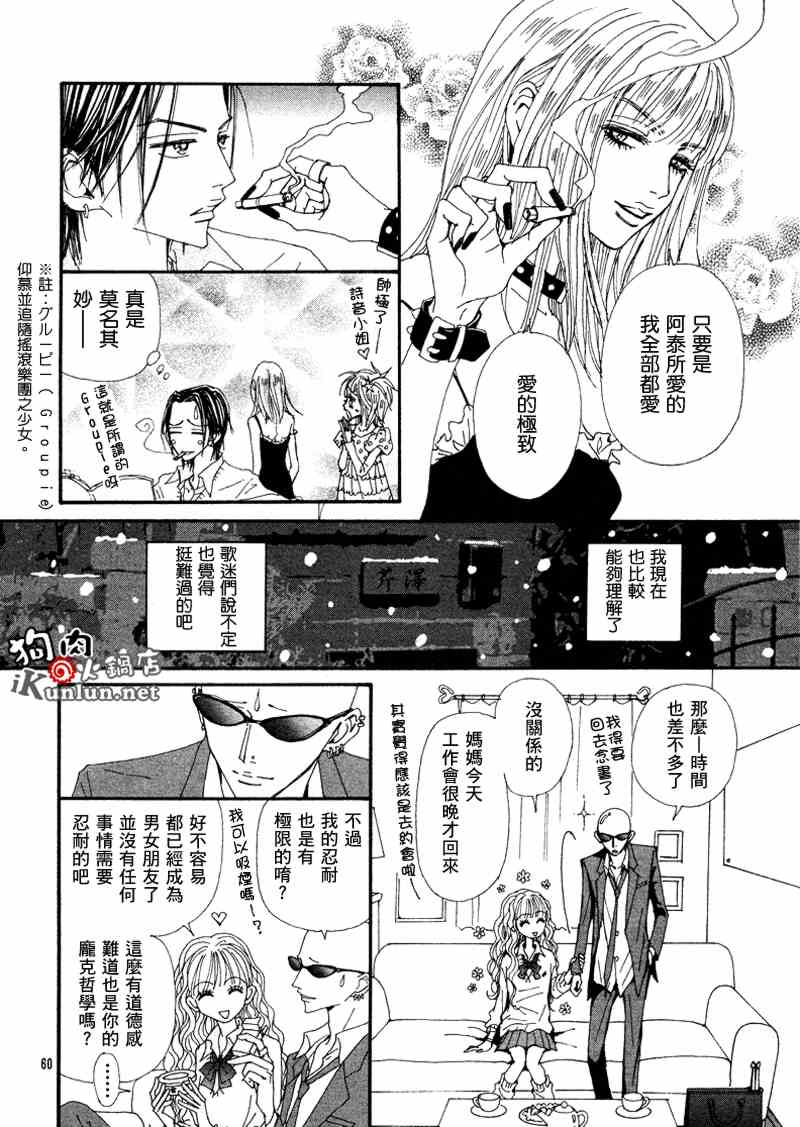 只要是
阿泰所愛的
我全部都愛
愛的極致
帥極了—
詩音小姐♡
真是
莫名其
妙—
這就是所謂的
Groupie呀
※註：グルーピー(Groupie)
仰慕並追隨搖滾樂團之少女。
我現在
也比較
能夠理解了
芹澤
歌迷們說不定
也覺得
挺難過的吧
狗肉
火鍋店
iKunlun.net
那麼—時間
也差不多了
我得要
回去念書了
沒關係的
媽媽今天
工作會很晚才回來
其實覺得應該是去約會啦
不過
我的忍耐
也是有
極限的唷？
我可以吸煙嗎—？
好不容易
都已經成為
男女朋友了
並沒有任何
事情需要
忍耐的吧
♡
這麼有道德感
難道也是你的
龐克哲學嗎？
……
60